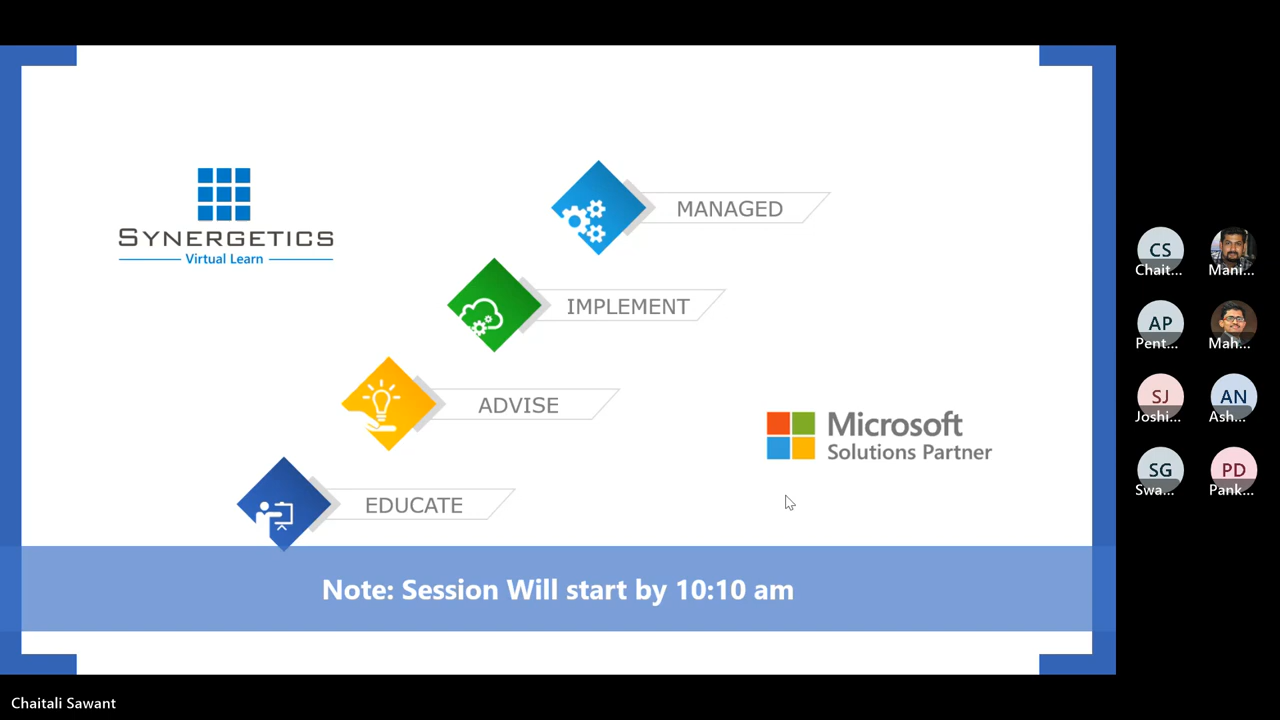 SYNERGETICS
Virtual Learn
MANAGED
IMPLEMENT
ADVISE
EDUCATE
Microsoft
Solutions Partner
Note: Session Will start by 10:10 am
CS
Chait...
Mani...
AP
Pent...
Mah...
SJ
Joshi...
AN
Ash...
SG
Swa...
PD
Pank...
Chaitali Sawant